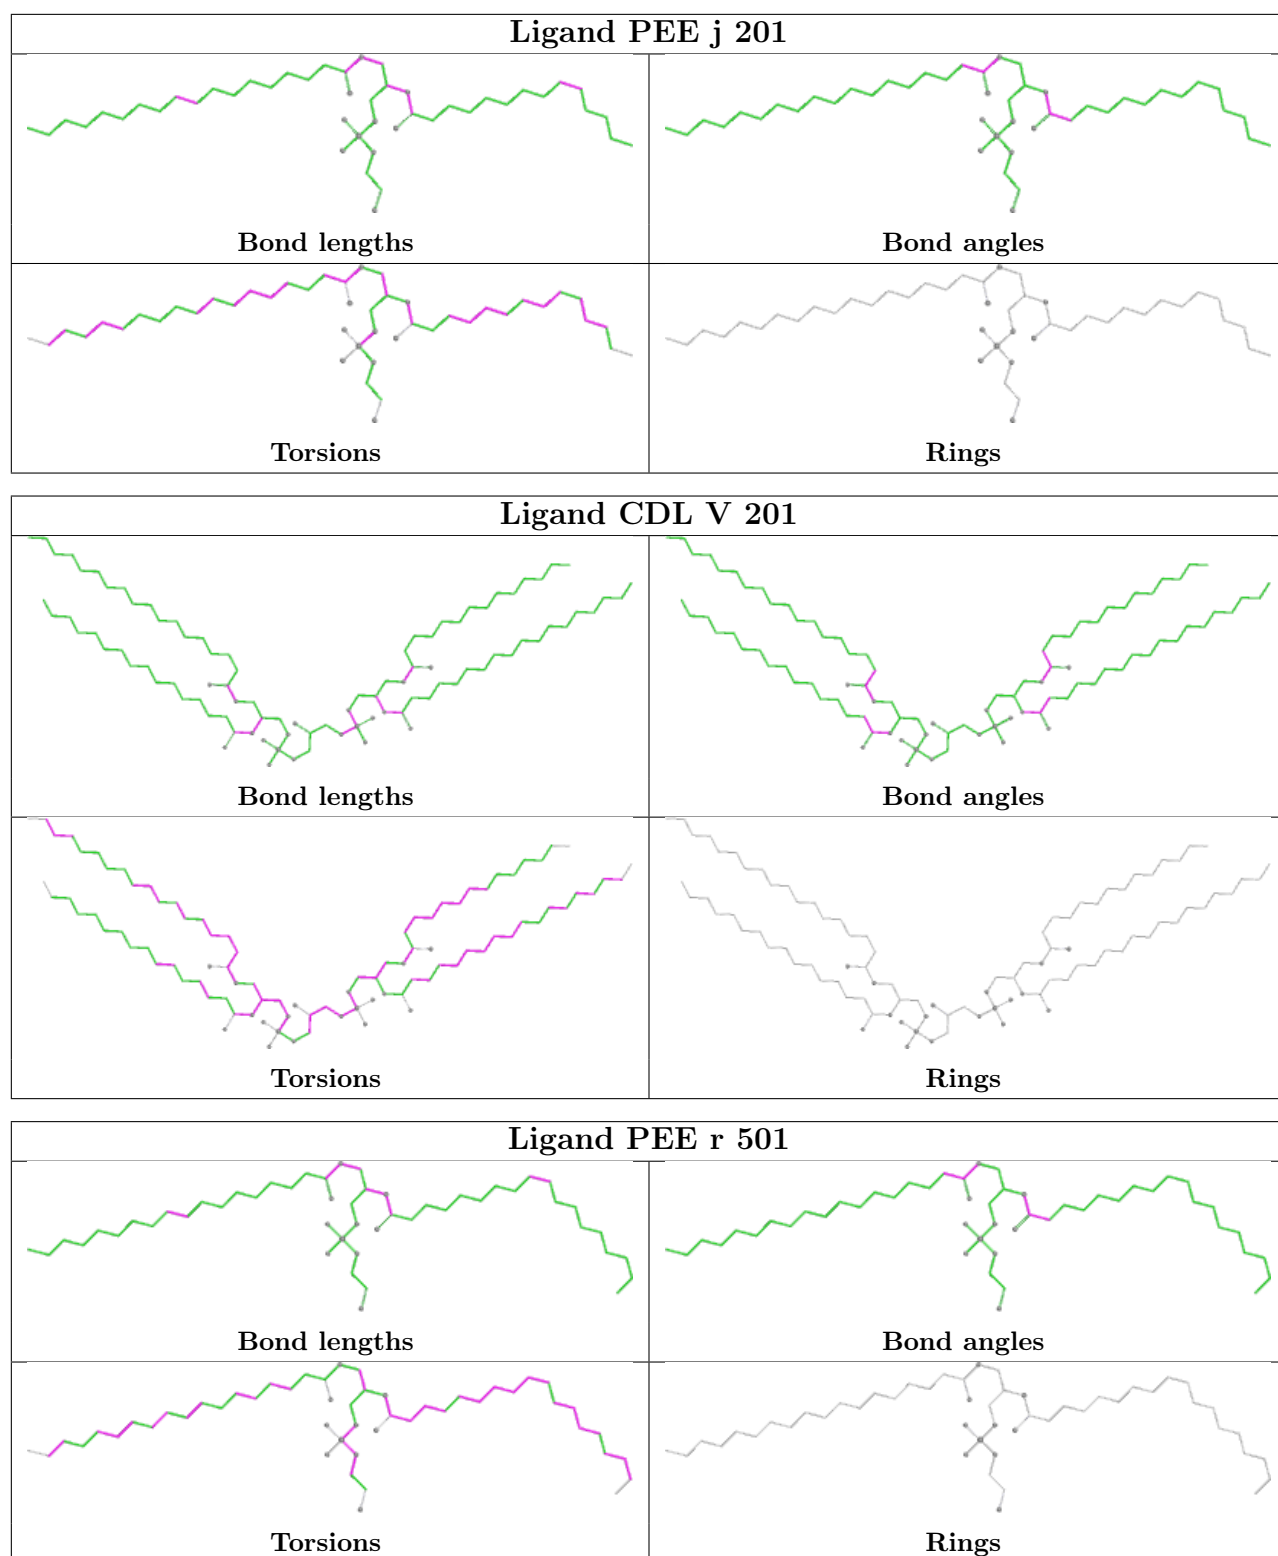 Ligand PEE j 201
Bond lengths
Bond angles
Torsions
Rings
Ligand CDL V 201
Bond lengths
Bond angles
Torsions
Rings
Ligand PEE r 501
Bond lengths
Bond angles
Torsions
Rings